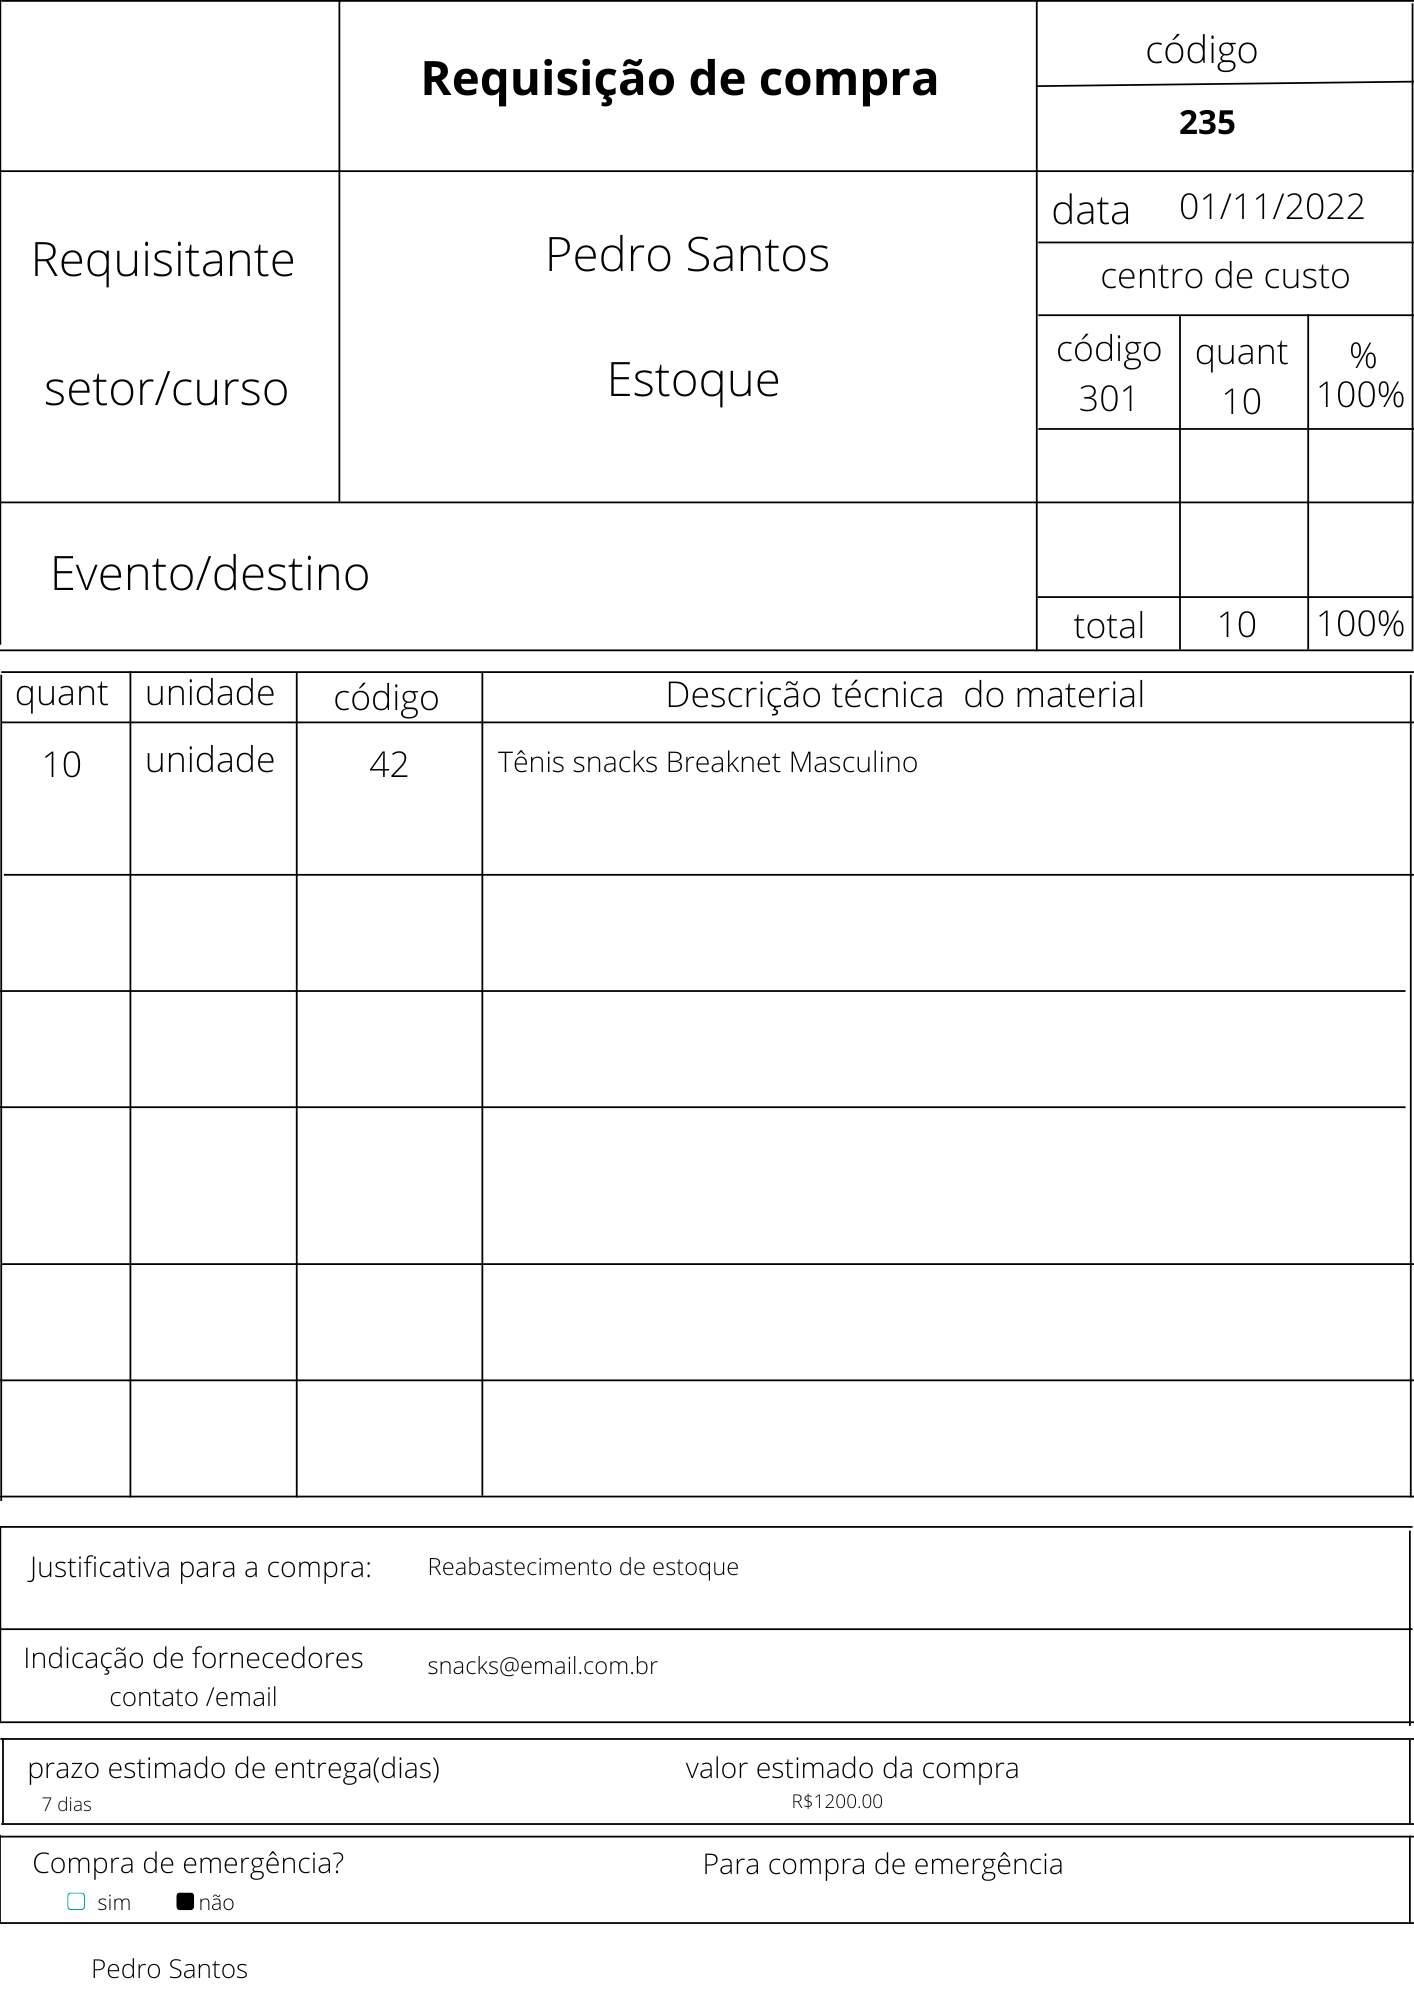 Requisição de compra
código
235
Requisitante
Pedro Santos
setor/curso
Estoque
data 01/11/2022
centro de custo
código quant %
301 10 100%
Evento/destino
total 10 100%
quant unidade código Descrição técnica do material
10 unidade 42 Tênis snacks Breaknet Masculino
Justificativa para a compra: Reabastecimento de estoque
Indicação de fornecedores snacks@email.com.br
contato /email
prazo estimado de entrega(dias) valor estimado da compra
7 dias R$1200.00
Compra de emergência? Para compra de emergência
sim não
Pedro Santos